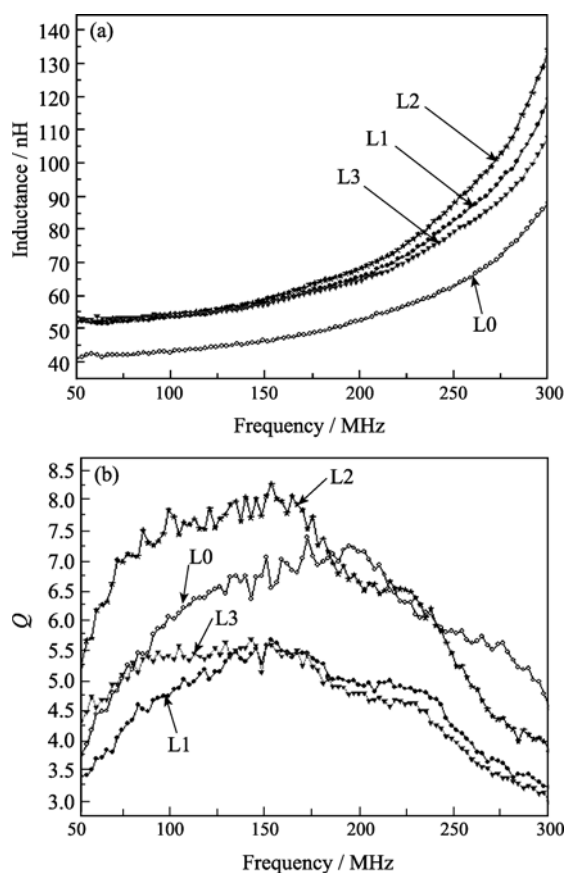 (a)
140
130
120
110
100
90
80
70
60
50
40
Inductance / nH
L2
L1
L3
L0
50 100 150 200 250 300
Frequency / MHz
(b)
8.5
8.0
7.5
7.0
6.5
6.0
5.5
5.0
4.5
4.0
3.5
3.0
Q
L2
L0
L3
L1
50 100 150 200 250 300
Frequency / MHz